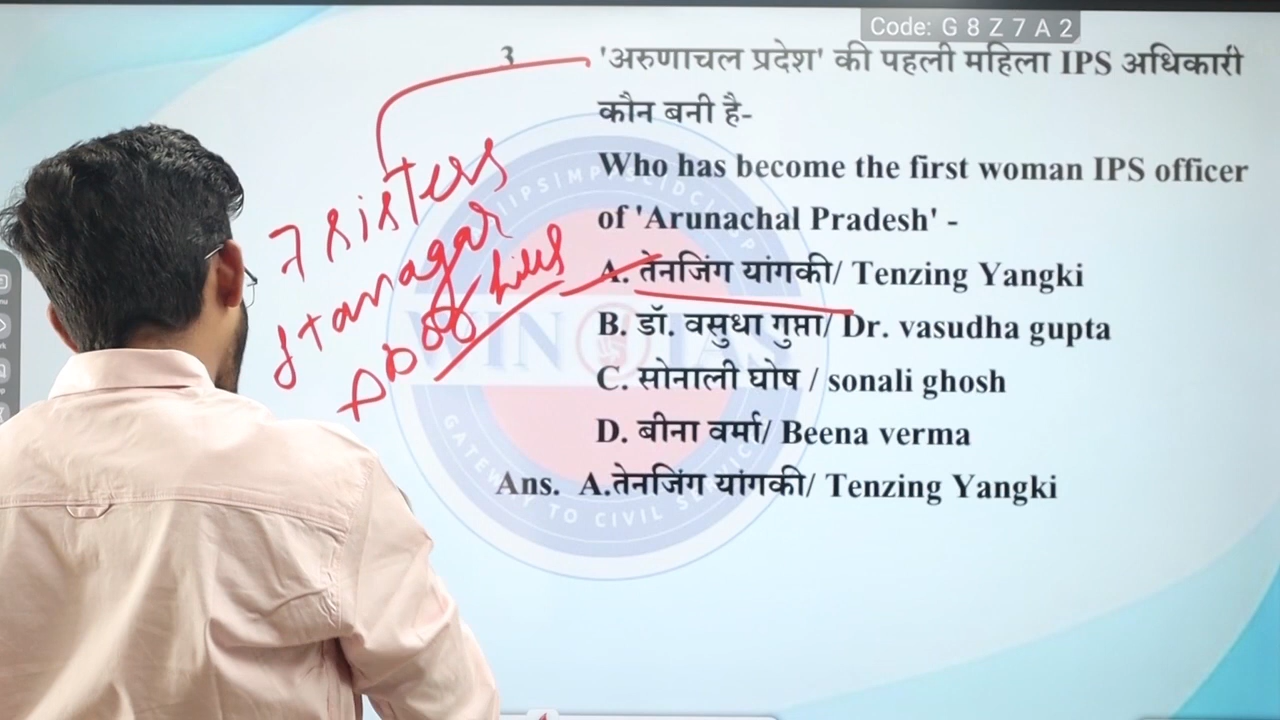 Code: G 8 Z 7 A 2
3 'अरुणाचल प्रदेश' की पहली महिला IPS अधिकारी
कौन बनी है-
Who has become the first woman IPS officer
of 'Arunachal Pradesh' -
A. तेनजिंग यांगकी/ Tenzing Yangki
B. डॉ. वसुधा गुप्ता/ Dr. vasudha gupta
C. सोनाली घोष / sonali ghosh
D. बीना वर्मा/ Beena verma
Ans. A.तेनजिंग यांगकी/ Tenzing Yangki
7 sisters
Itanagar
WIN IAS
GATEWAY TO CIVIL